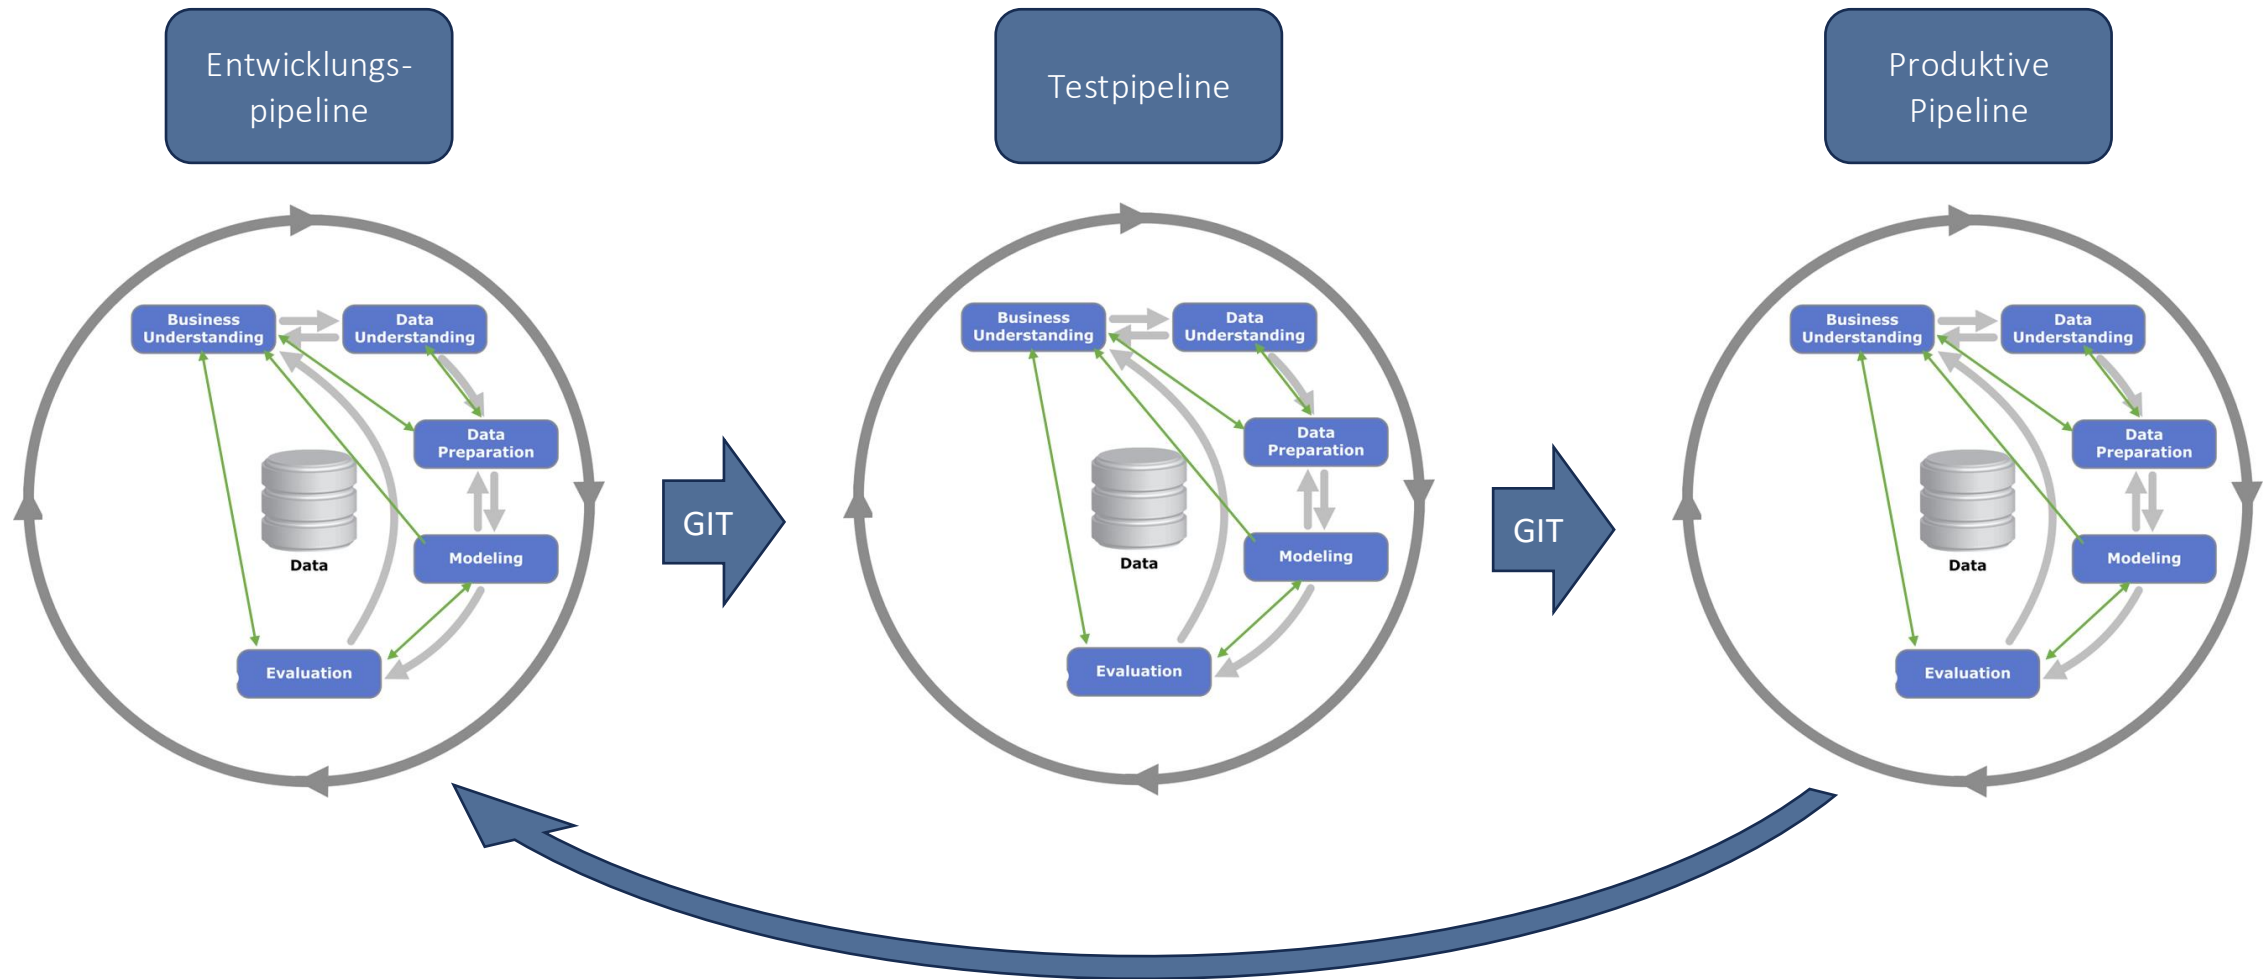 Entwicklungs-
pipeline
Testpipeline
Produktive
Pipeline
Business
Understanding
Data
Understanding
Data
Preparation
Modeling
Evaluation
Data
GIT
Business
Understanding
Data
Understanding
Data
Preparation
Modeling
Evaluation
Data
GIT
Business
Understanding
Data
Understanding
Data
Preparation
Modeling
Evaluation
Data